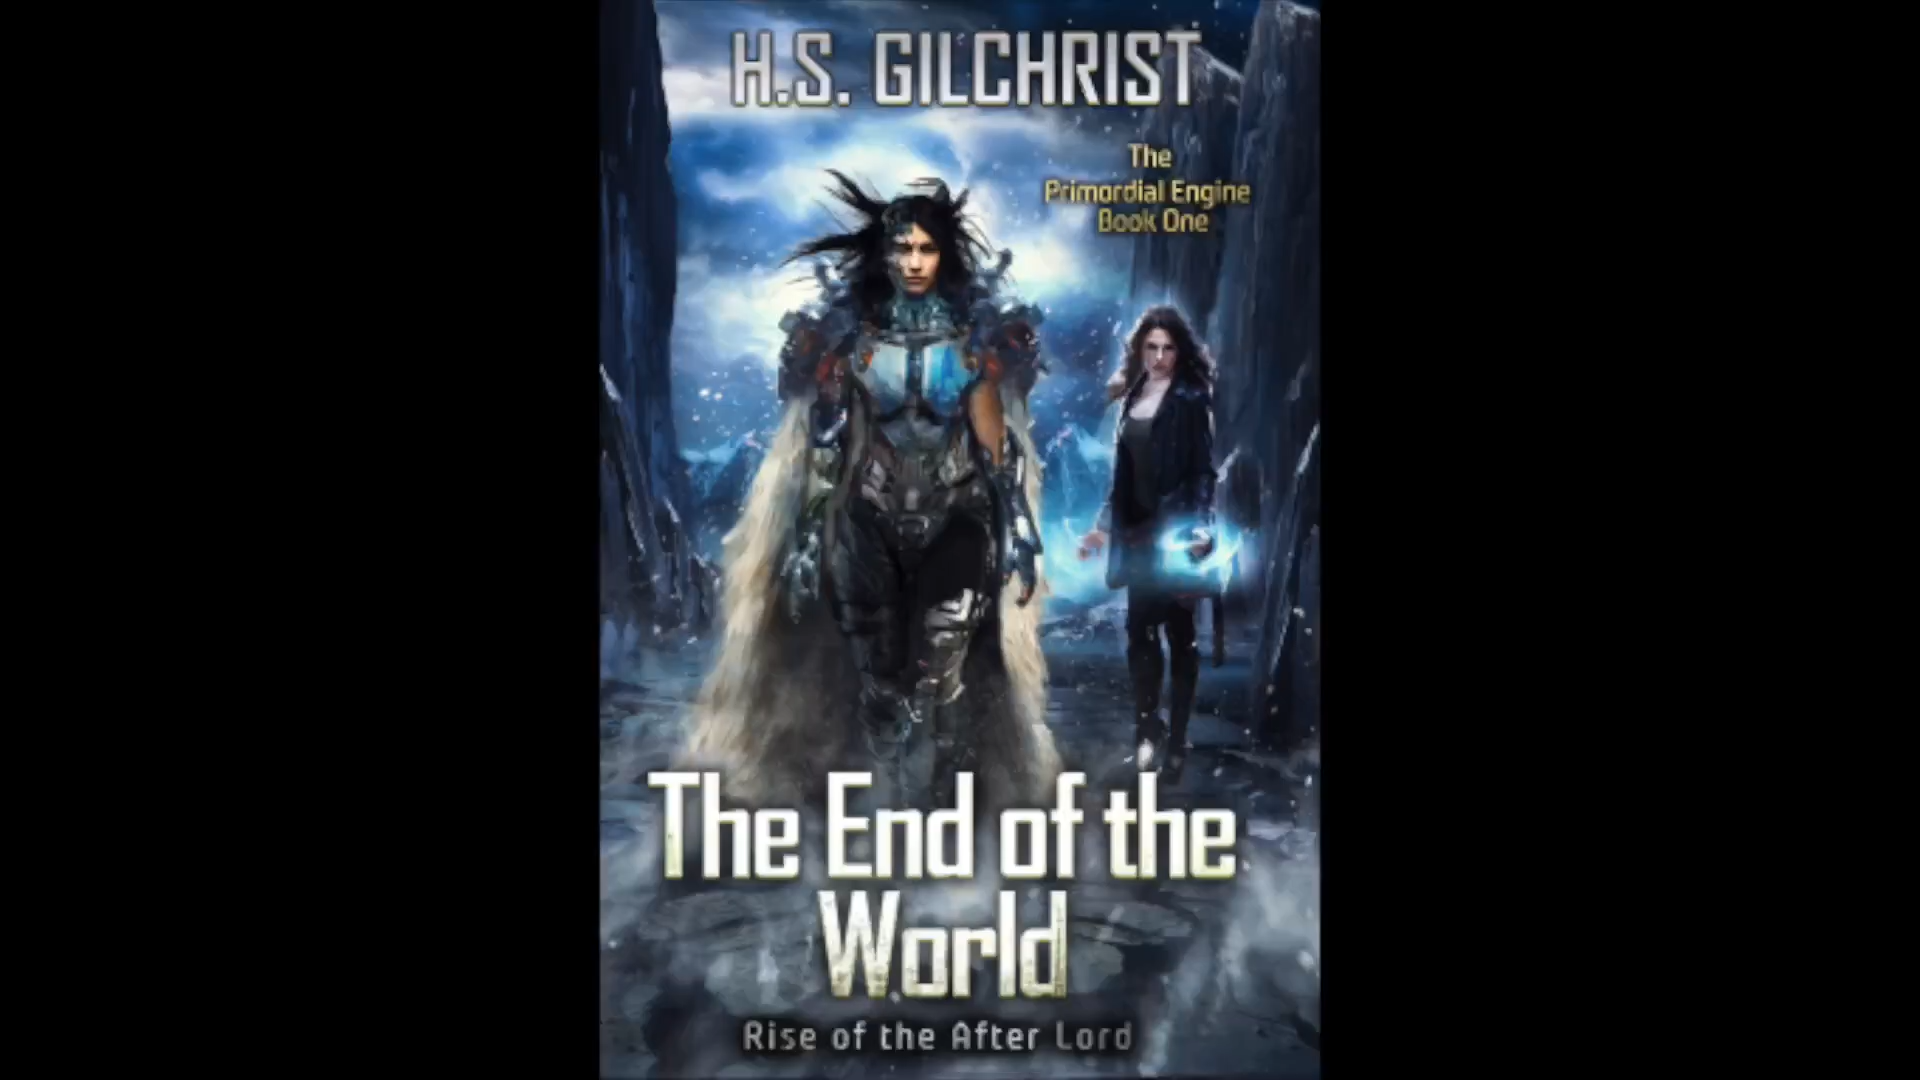 H.S. GILCHRIST
The
Primordial Engine
Book One
The End of the
World
Rise of the After Lord